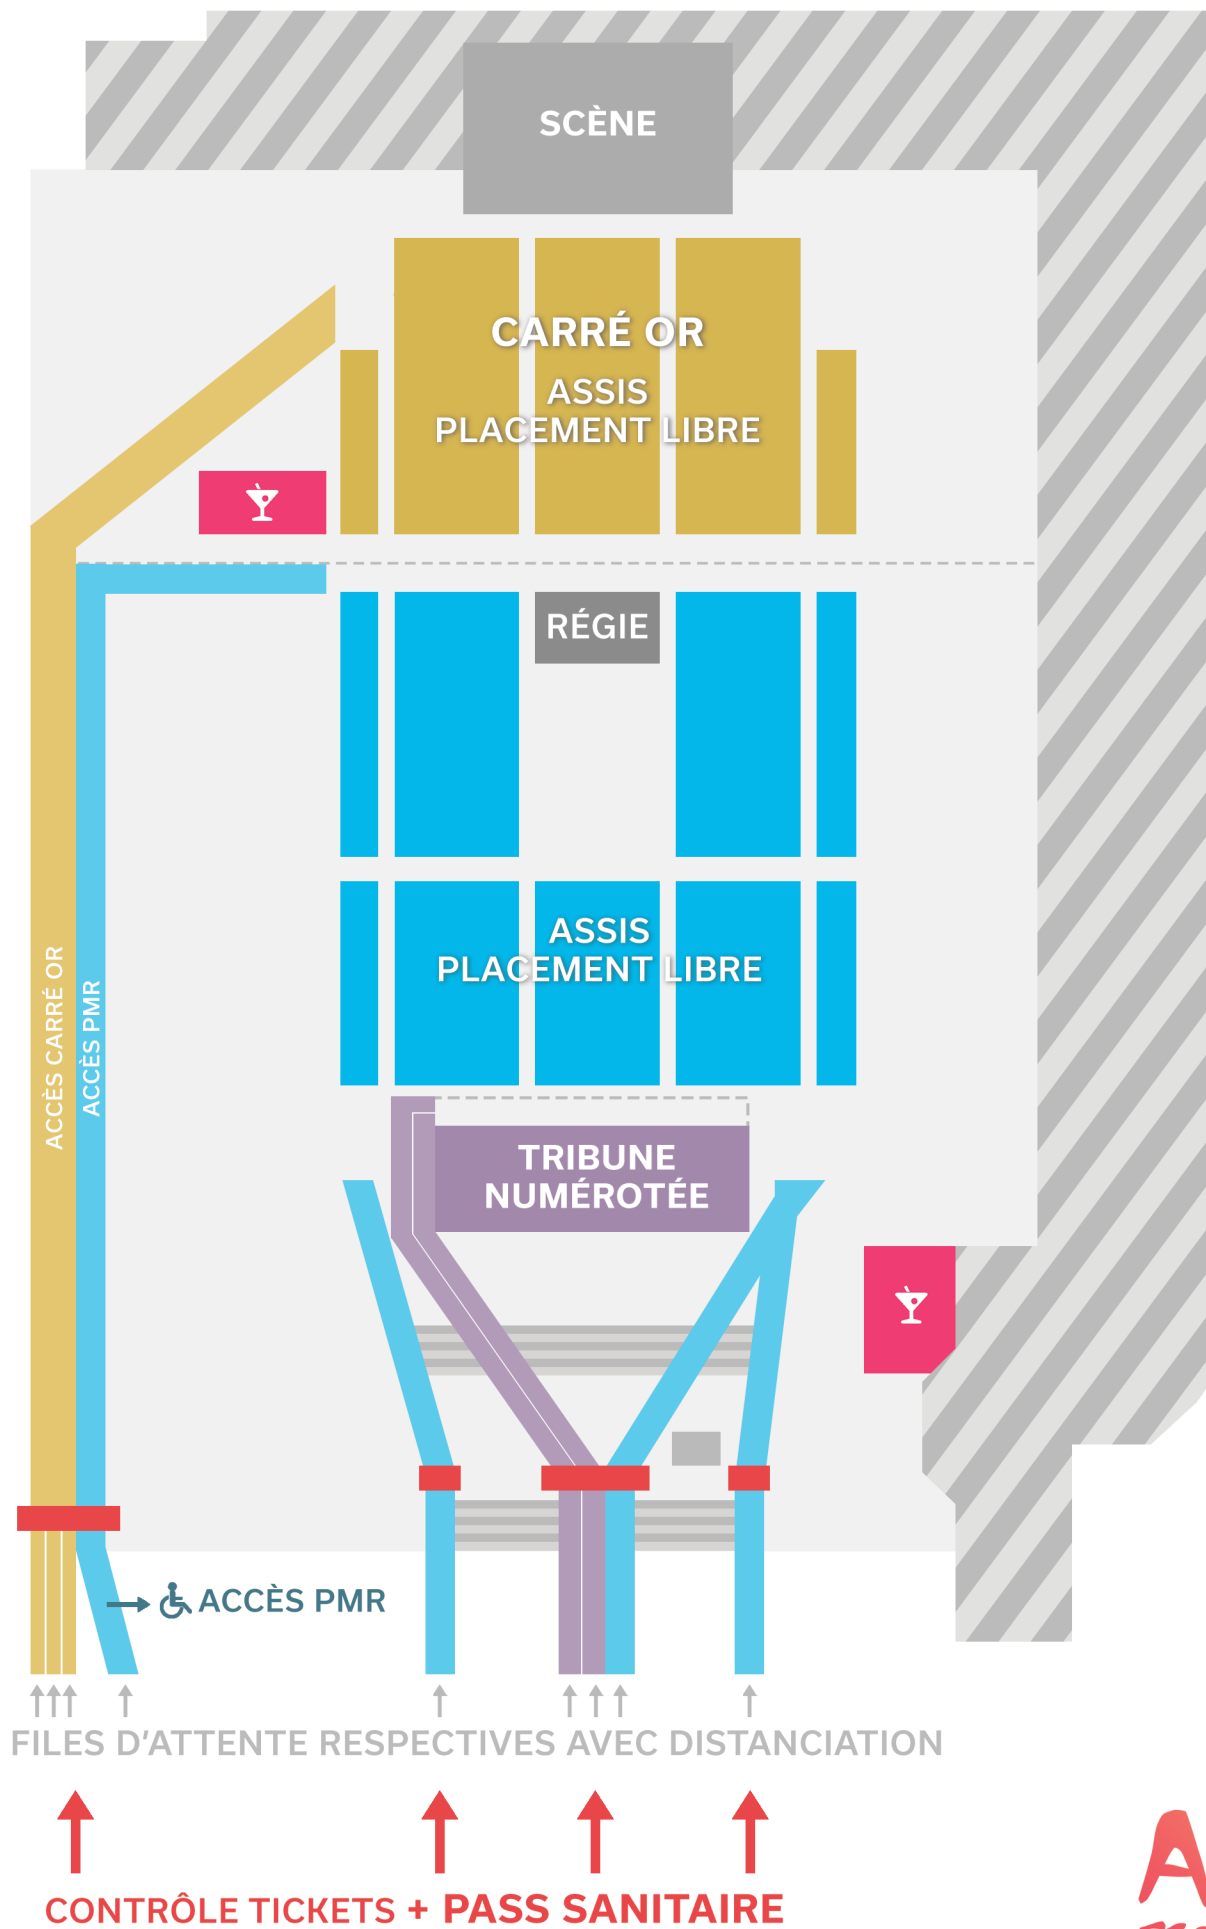 SCÈNE
CARRÉ OR
ASSIS
PLACEMENT LIBRE
RÉGIE
ASSIS
PLACEMENT LIBRE
ACCÈS CARRÉ OR
ACCÈS PMR
TRIBUNE
NUMÉROTÉE
ACCÈS PMR
FILES D'ATTENTE RESPECTIVES AVEC DISTANCIATION
CONTRÔLE TICKETS + PASS SANITAIRE